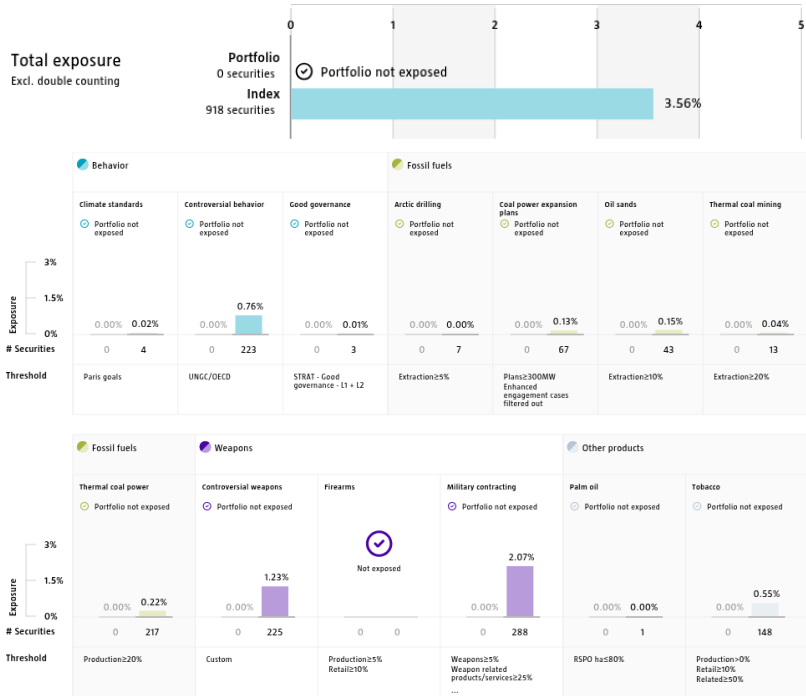 0 1 2 3 4 5
Total exposure
Excl. double counting
Portfolio
0 securities
Portfolio not exposed
Index
918 securities
3.56%
Behavior
Fossil fuels
Climate standards
Controversial behavior
Good governance
Arctic drilling
Coal power expansion
plans
Oil sands
Thermal coal mining
Portfolio not
exposed
Portfolio not
exposed
Portfolio not
exposed
Portfolio not
exposed
Portfolio not
exposed
Portfolio not
exposed
Portfolio not
exposed
Exposure
3%
1.5%
0%
0.00% 0.02%
0.00% 0.76%
0.00% 0.01%
0.00% 0.00%
0.00% 0.13%
0.00% 0.15%
0.00% 0.04%
# Securities 0 4 0 223 0 3 0 7 0 67 0 43 0 13
Threshold
Paris goals
UNGC/OECD
STRAT - Good
governance - L1 + L2
Extraction≥5%
Plans≥300MW
Enhanced
engagement cases
filtered out
Extraction≥10%
Extraction≥20%
Fossil fuels
Weapons
Other products
Thermal coal power
Controversial weapons
Firearms
Military contracting
Palm oil
Tobacco
Portfolio not exposed
Portfolio not exposed
Not exposed
Portfolio not exposed
Portfolio not exposed
Portfolio not exposed
Exposure
3%
1.5%
0%
0.00% 0.22%
0.00% 1.23%
0.00% 2.07%
0.00% 0.00%
0.00% 0.55%
# Securities 0 217 0 225 0 0 0 288 0 1 0 148
Threshold
Production≥20%
Custom
Production≥5%
Retail≥10%
Weapons≥5%
Weapon related
products/services≥25%
...
RSPO ha≤80%
Production>0%
Retail≥10%
Related≥50%